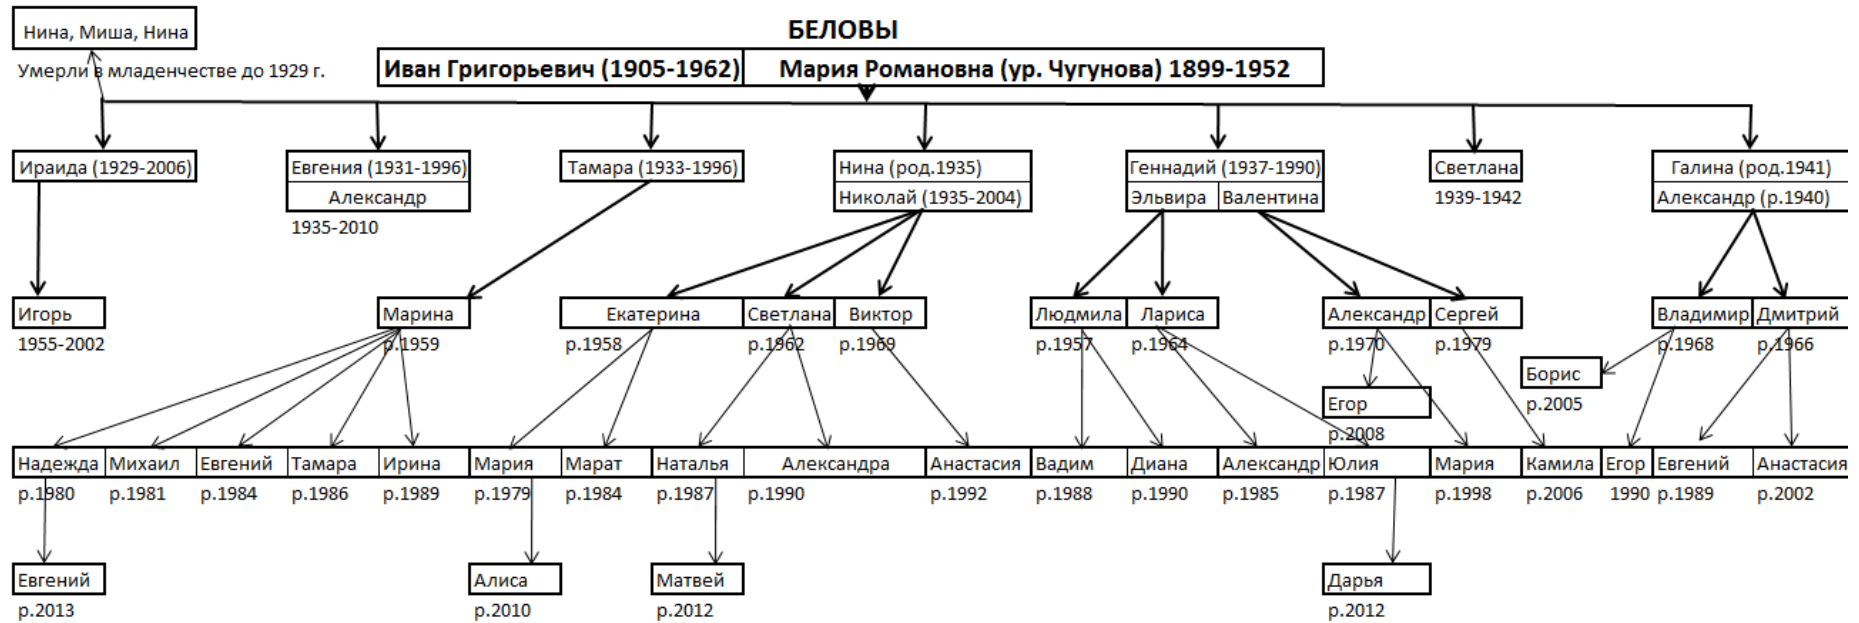 БЕЛОВЫ
Нина, Миша, Нина
Умерли в младенчестве до 1929 г.
Иван Григорьевич (1905-1962) Мария Романовна (ур. Чугунова) 1899-1952
Ираида (1929-2006) Евгения (1931-1996) Тамара (1933-1996) Нина (род.1935) Геннадий (1937-1990) Светлана Галина (род.1941)
Александр Николай (1935-2004) Эльвира Валентина 1939-1942 Александр (р.1940)
1935-2010
Игорь Марина Екатерина Светлана Виктор Людмила Лариса Александр Сергей Владимир Дмитрий
1955-2002 р.1959 р.1958 р.1962 р.1969 р.1957 р.1964 р.1970 р.1979 р.1968 р.1966
Борис
Егор р.2005
р.2008
Надежда Михаил Евгений Тамара Ирина Мария Марат Наталья Александра Анастасия Вадим Диана Александр Юлия Мария Камила Егор Евгений Анастасия
р.1980 р.1981 р.1984 р.1986 р.1989 р.1979 р.1984 р.1987 р.1990 р.1992 р.1988 р.1990 р.1985 р.1987 р.1998 р.2006 1990 р.1989 р.2002
Евгений Алиса Матвей Дарья
р.2013 р.2010 р.2012 р.2012